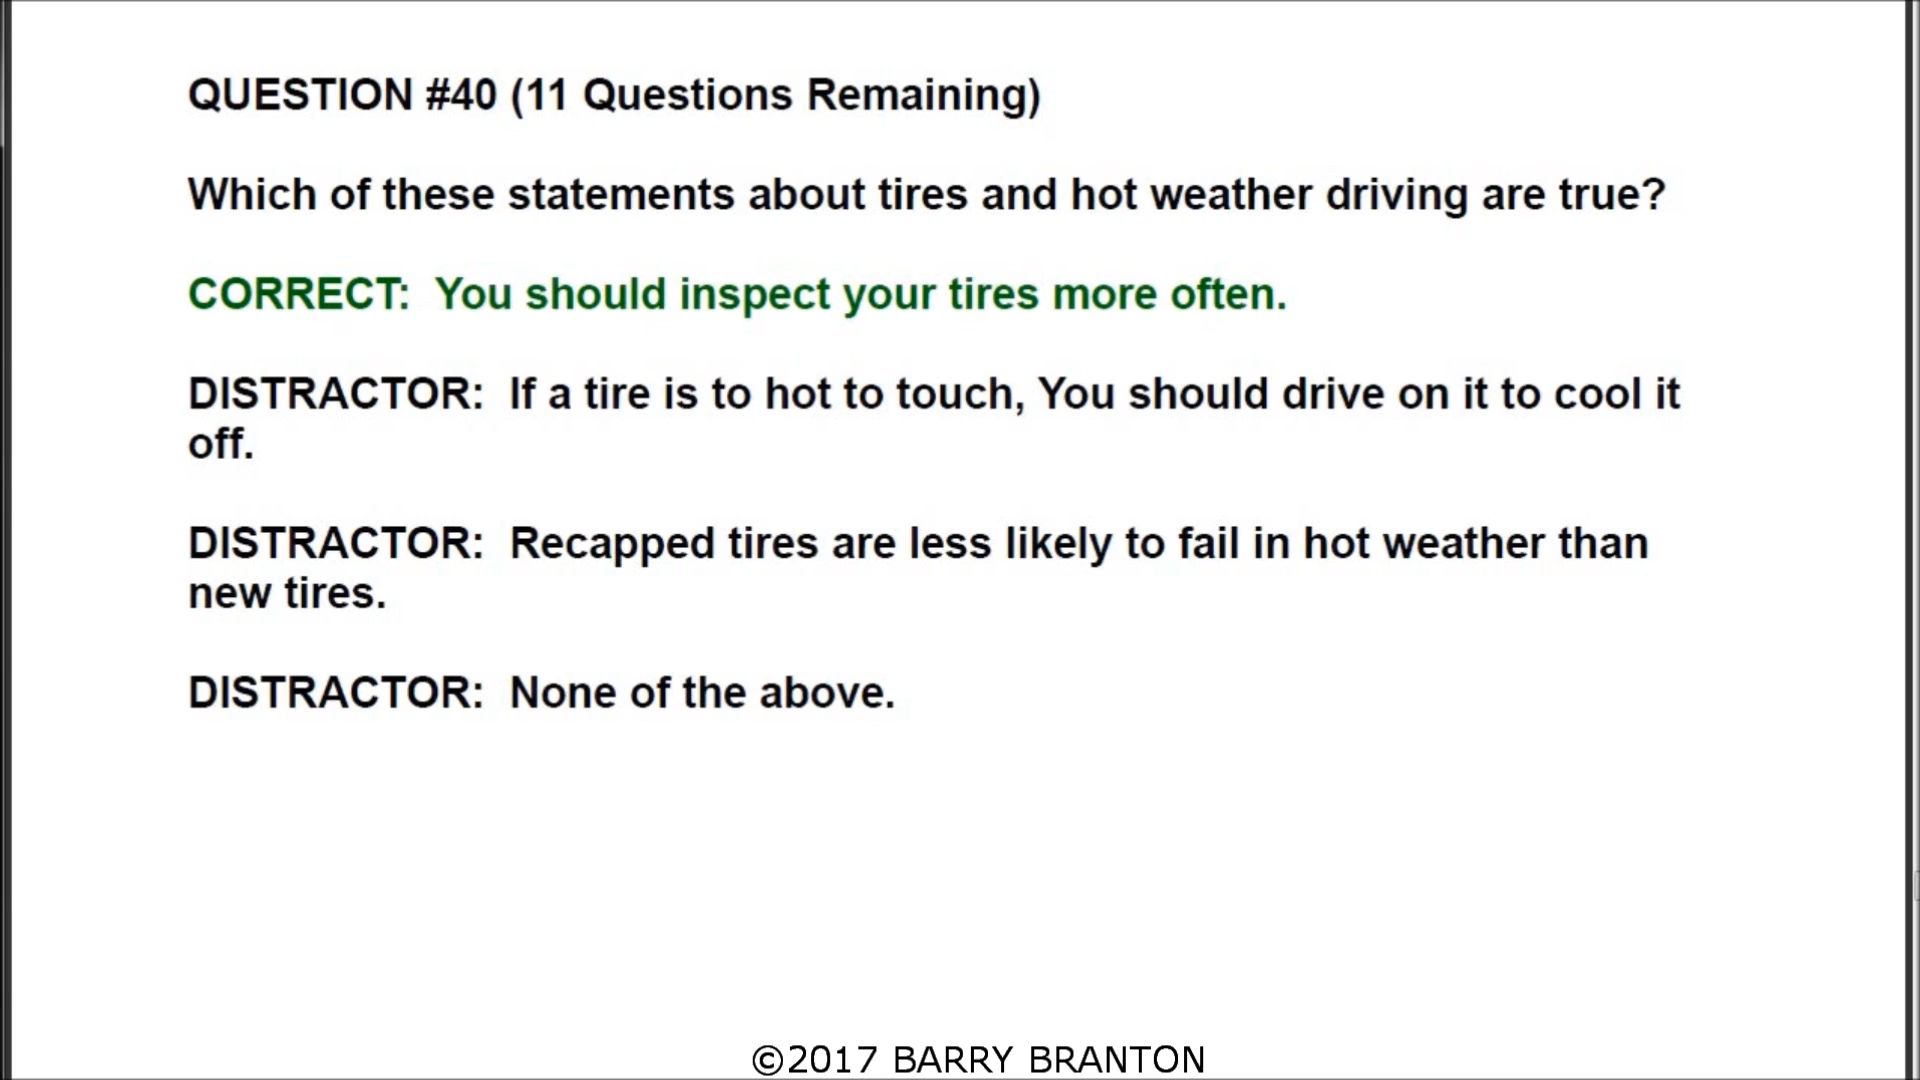 QUESTION #40 (11 Questions Remaining)
Which of these statements about tires and hot weather driving are true?
CORRECT:  You should inspect your tires more often.
DISTRACTOR:  If a tire is to hot to touch, You should drive on it to cool it
off.
DISTRACTOR:  Recapped tires are less likely to fail in hot weather than
new tires.
DISTRACTOR:  None of the above.
©2017 BARRY BRANTON